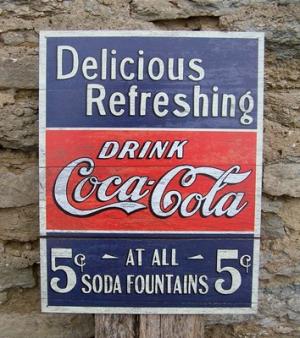 Delicious
Refreshing
DRINK
Coca-Cola
5¢ AT ALL 5¢
SODA FOUNTAINS